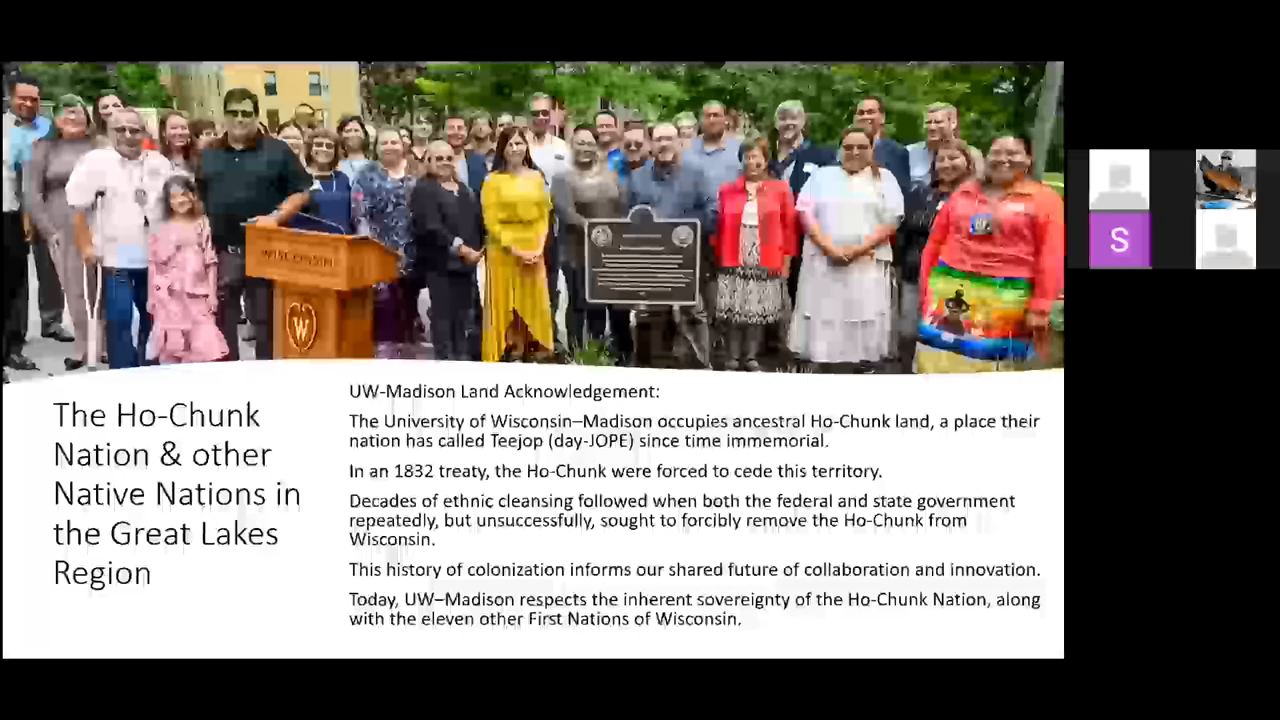 WISCONSIN
W
S
The Ho-Chunk
Nation & other
Native Nations in
the Great Lakes
Region
UW-Madison Land Acknowledgement:
The University of Wisconsin–Madison occupies ancestral Ho-Chunk land, a place their
nation has called Teejop (day-JOPE) since time immemorial.
In an 1832 treaty, the Ho-Chunk were forced to cede this territory.
Decades of ethnic cleansing followed when both the federal and state government
repeatedly, but unsuccessfully, sought to forcibly remove the Ho-Chunk from
Wisconsin.
This history of colonization informs our shared future of collaboration and innovation.
Today, UW–Madison respects the inherent sovereignty of the Ho-Chunk Nation, along
with the eleven other First Nations of Wisconsin.